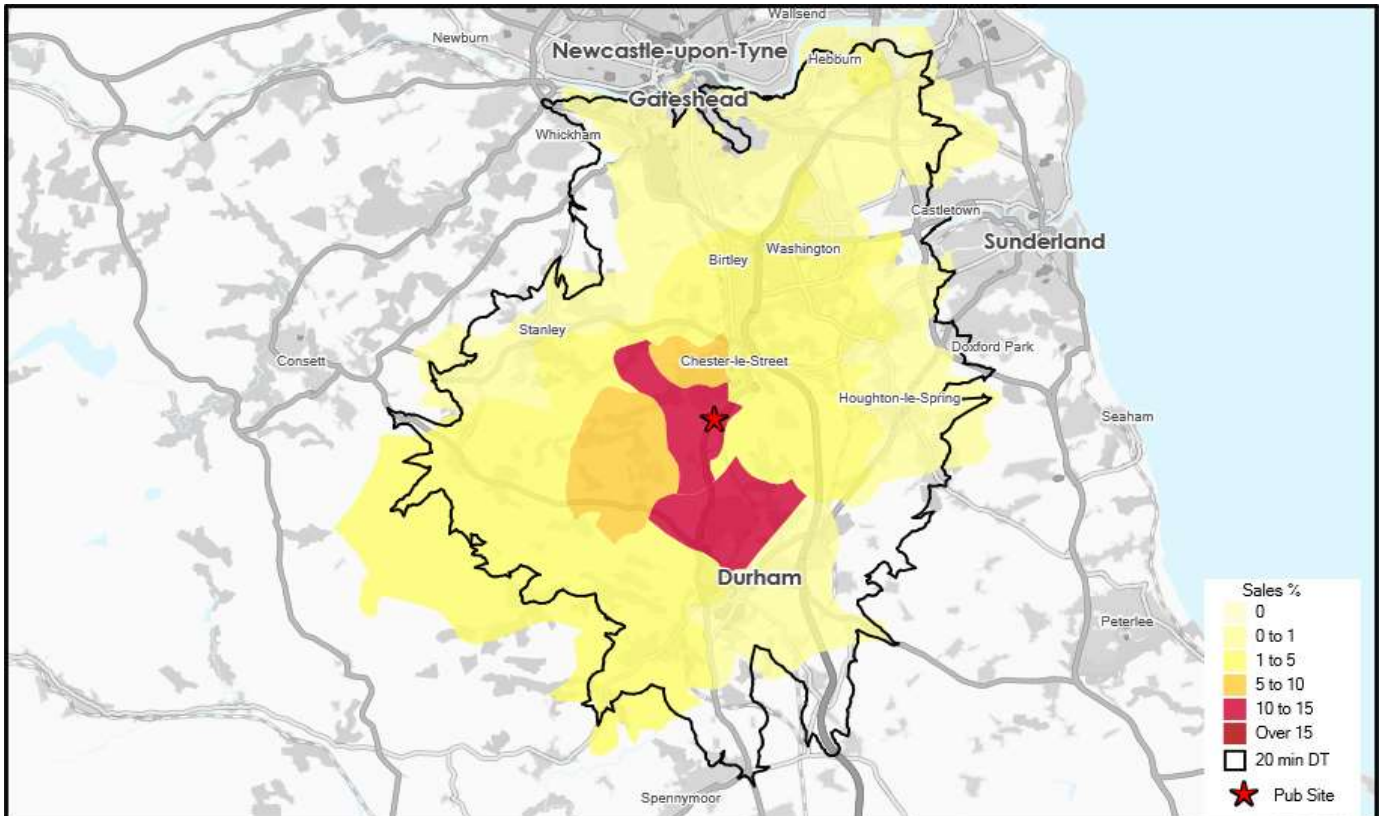 Wallsend
Newburn
Newcastle-upon-Tyne
Hebburn
Gateshead
Whickham
Castletown
Sunderland
Washington
Birtley
Stanley
Doxford Park
Consett
Chester-le-Street
Houghton-le-Spring
Seaham
Durham
Peterlee
Spennymoor
Sales %
0
0 to 1
1 to 5
5 to 10
10 to 15
Over 15
20 min DT
Pub Site